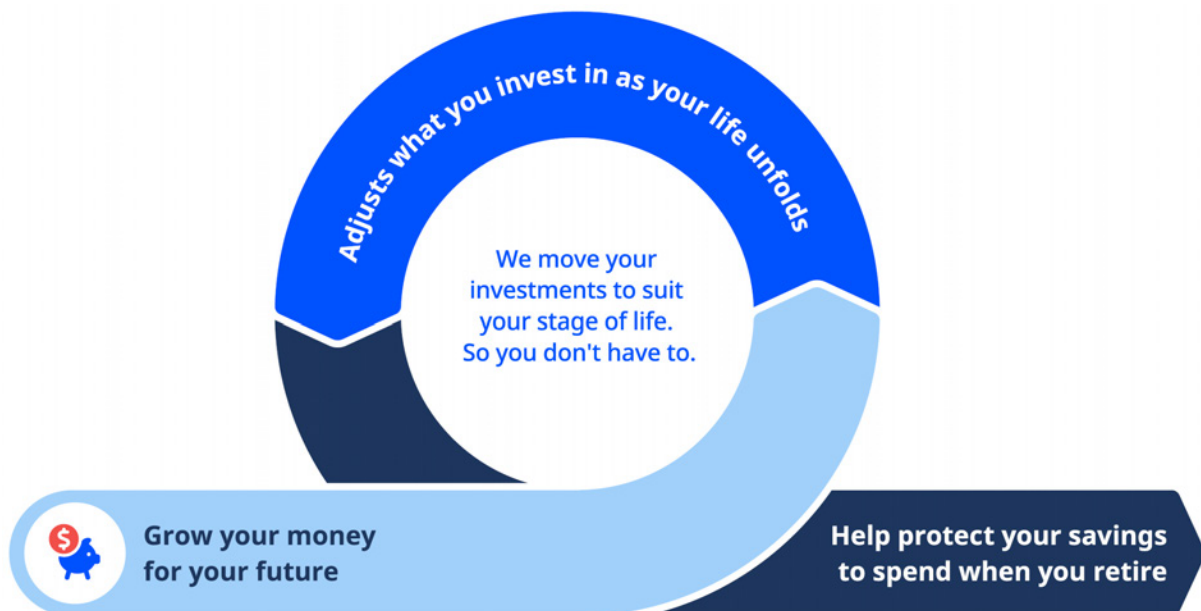 Adjusts what you invest in as your life unfolds
We move your
investments to suit
your stage of life.
So you don't have to.
$
Grow your money
for your future
Help protect your savings
to spend when you retire